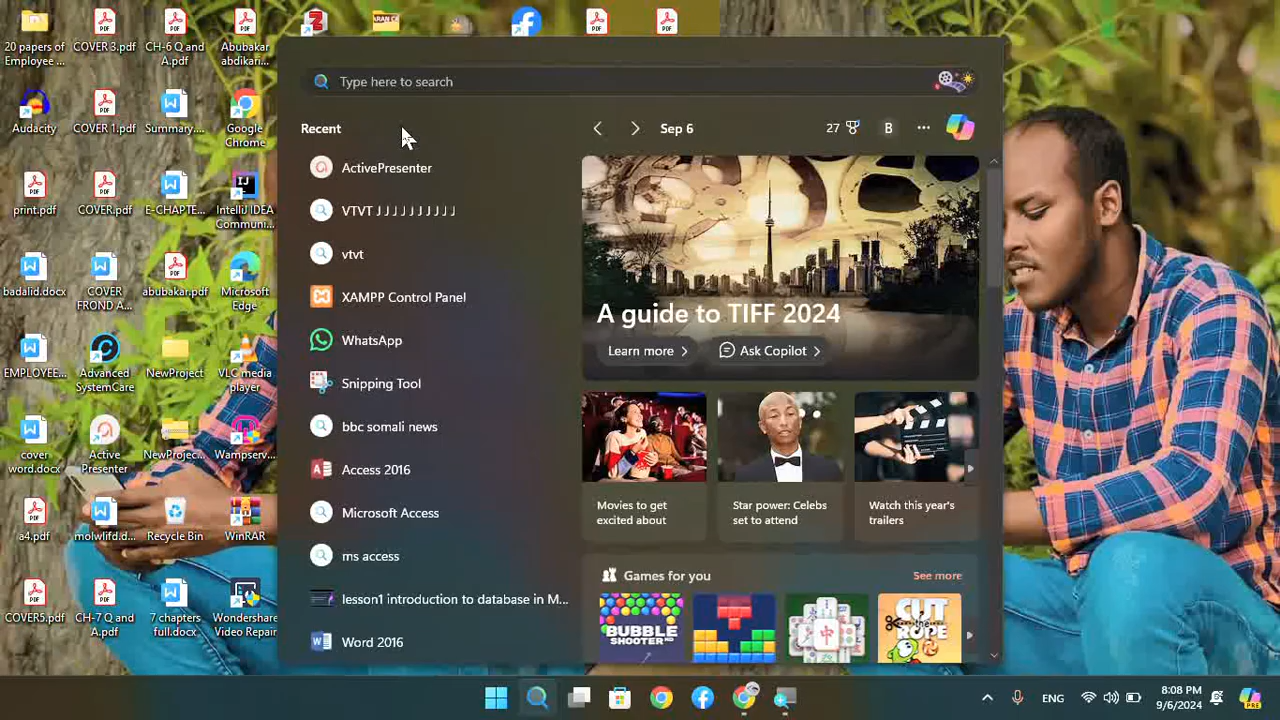 20 papers of
Employee ...
COVER 3.pdf
CH-6 Q and
A.pdf
Abubakar
abdikari...
Audacity
COVER 1.pdf
Summary....
Google
Chrome
print.pdf
COVER.pdf
E-CHAPTE...
IntelliJ IDEA
Communi...
badalid.docx
COVER
FROND A...
abubakar.pdf
Microsoft
Edge
EMPLOYEE...
Advanced
SystemCare
NewProject
VLC media
player
cover
word.docx
Active
Presenter
NewProjec...
Wampserv...
a4.pdf
molwlifd.d...
Recycle Bin
WinRAR
COVER5.pdf
CH-7 Q and
A.pdf
7 chapters
full.docx
Wondershare
Video Repair
Type here to search
Recent
ActivePresenter
vtvt
XAMPP Control Panel
WhatsApp
Snipping Tool
bbc somali news
Access 2016
Microsoft Access
ms access
lesson1 introduction to database in M...
Word 2016
Sep 6
27
B
A guide to TIFF 2024
Learn more
Ask Copilot
Movies to get
excited about
Star power: Celebs
set to attend
Watch this year's
trailers
Games for you
See more
BUBBLE
SHOOTER HD
CUT
THE
ROPE
ENG
8:08 PM
9/6/2024
PRE